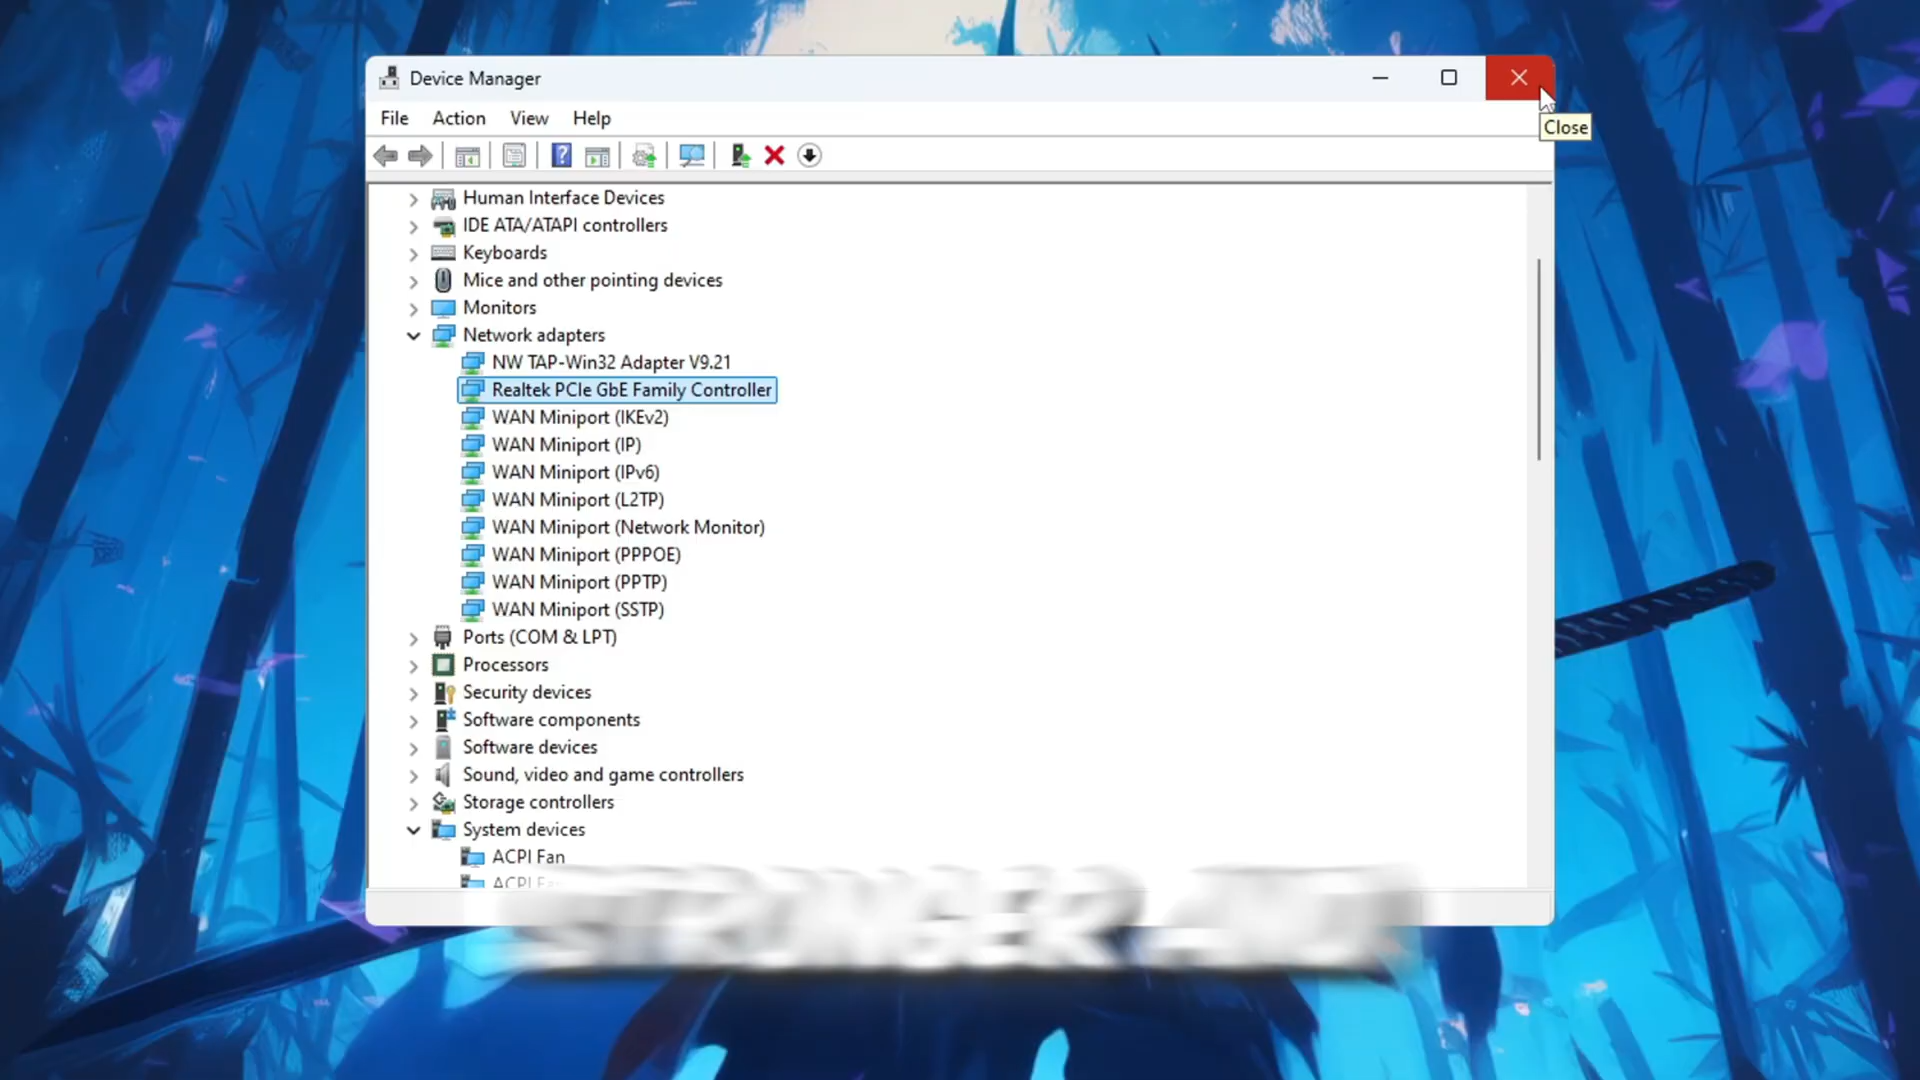 Device Manager
Close
File Action View Help
Human Interface Devices
IDE ATA/ATAPI controllers
Keyboards
Mice and other pointing devices
Monitors
Network adapters
NW TAP-Win32 Adapter V9.21
Realtek PCIe GbE Family Controller
WAN Miniport (IKEv2)
WAN Miniport (IP)
WAN Miniport (IPv6)
WAN Miniport (L2TP)
WAN Miniport (Network Monitor)
WAN Miniport (PPPOE)
WAN Miniport (PPTP)
WAN Miniport (SSTP)
Ports (COM & LPT)
Processors
Security devices
Software components
Software devices
Sound, video and game controllers
Storage controllers
System devices
ACPI Fan
ACPI
STRONGER AND